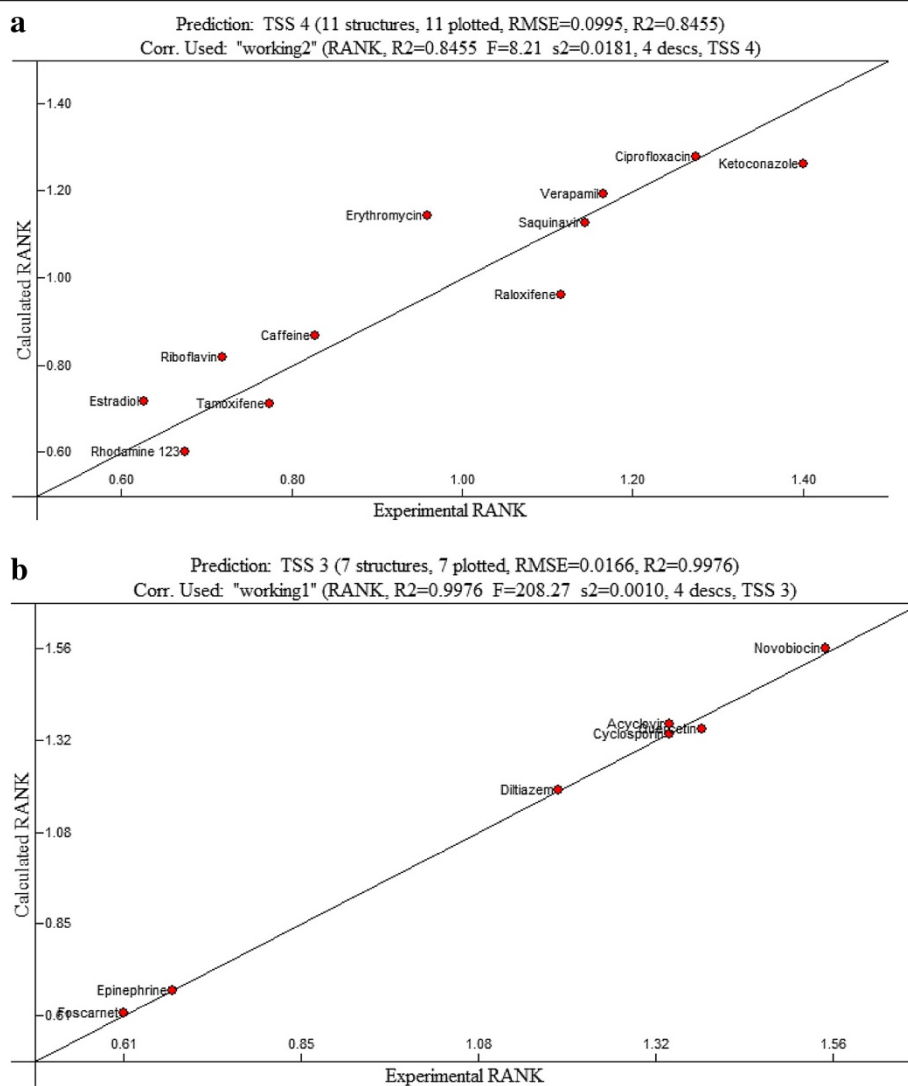 a
Prediction: TSS 4 (11 structures, 11 plotted, RMSE=0.0995, R2=0.8455)
Corr. Used: "working2" (RANK, R2=0.8455 F=8.21 s2=0.0181, 4 descs, TSS 4)
1.40
Ciprofloxacin
Ketoconazole
1.20
Verapamil
Erythromycin
Saquinavir
Calculated RANK
1.00
Raloxifene
Caffeine
Riboflavin
0.80
Estradiol
Tamoxifene
0.60
Rhodamine 123
0.60 0.80 1.00 1.20 1.40
Experimental RANK
b
Prediction: TSS 3 (7 structures, 7 plotted, RMSE=0.0166, R2=0.9976)
Corr. Used: "working1" (RANK, R2=0.9976 F=208.27 s2=0.0010, 4 descs, TSS 3)
1.56
Novobiocin
Acyclovir
Quercetin
1.32
Cyclosporin
Diltiazem
Calculated RANK
1.08
0.85
Epinephrine
0.61
Foscarnet
0.61 0.85 1.08 1.32 1.56
Experimental RANK